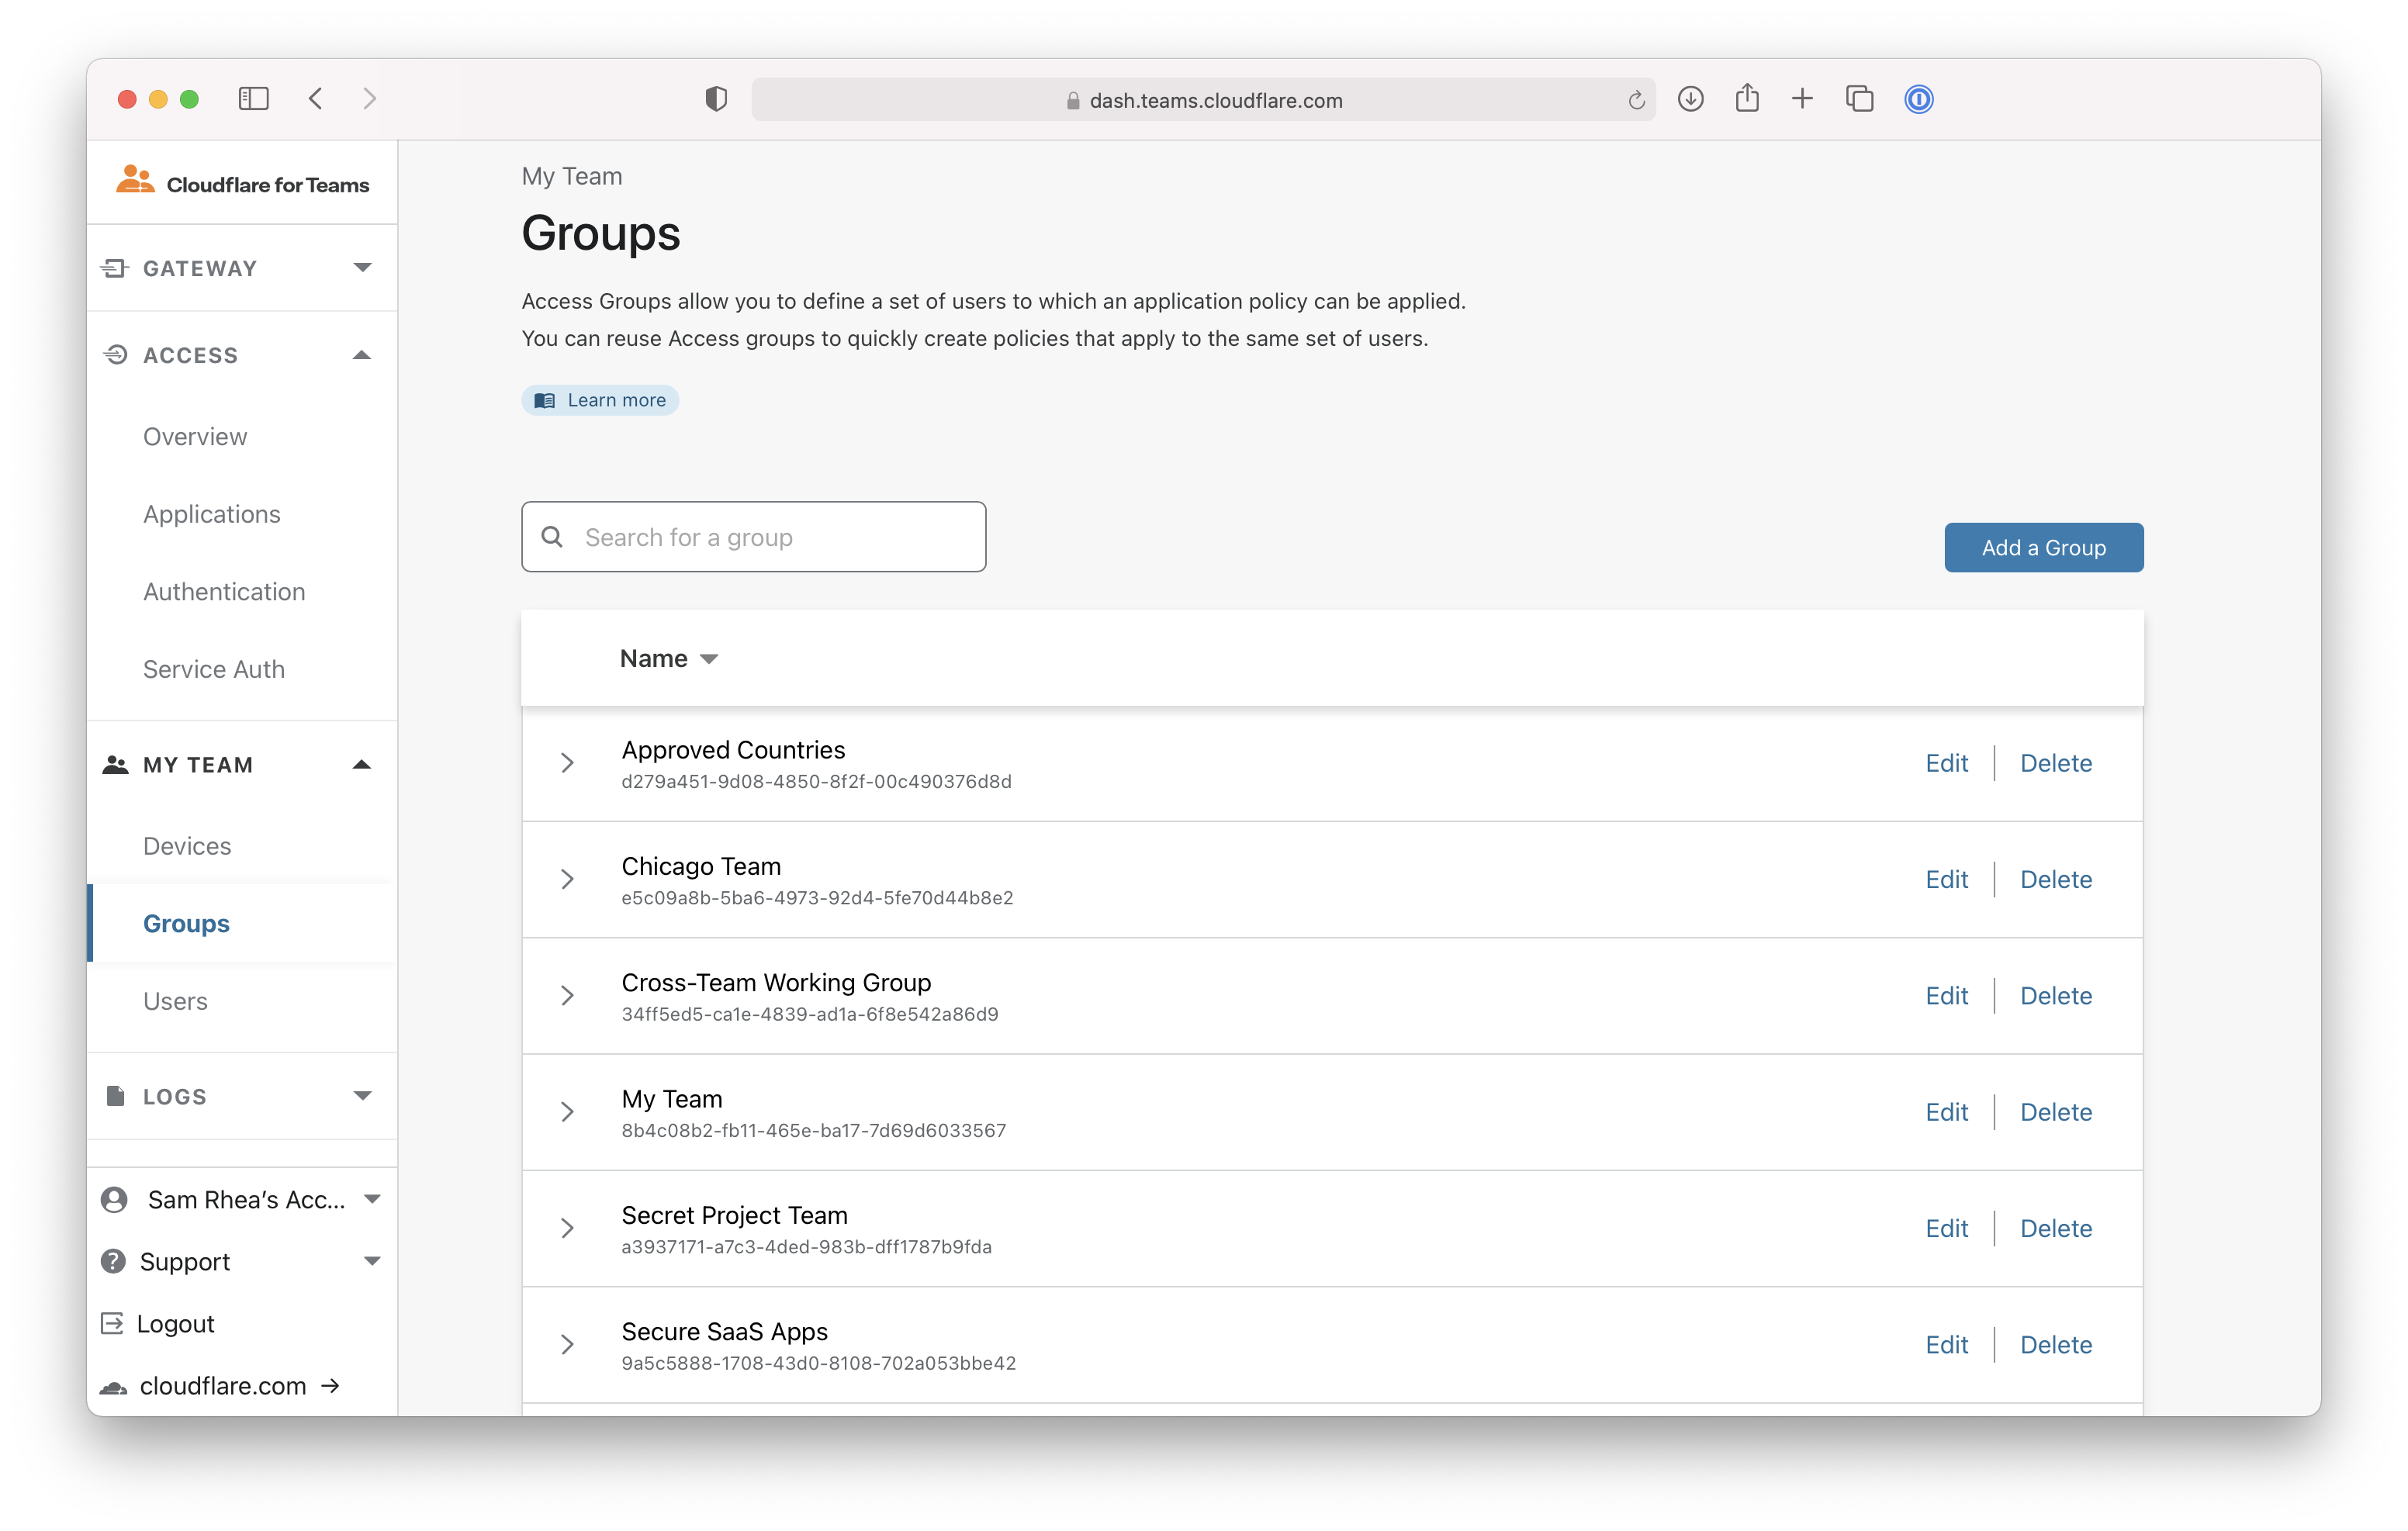 dash.teams.cloudflare.com
Cloudflare for Teams
GATEWAY
ACCESS
Overview
Applications
Authentication
Service Auth
MY TEAM
Devices
Groups
Users
LOGS
Sam Rhea’s Acc...
Support
Logout
cloudflare.com →
My Team
Groups
Access Groups allow you to define a set of users to which an application policy can be applied.
You can reuse Access groups to quickly create policies that apply to the same set of users.
Learn more
Search for a group
Add a Group
Name
Approved Countries
d279a451-9d08-4850-8f2f-00c490376d8d
Edit Delete
Chicago Team
e5c09a8b-5ba6-4973-92d4-5fe70d44b8e2
Edit Delete
Cross-Team Working Group
34ff5ed5-ca1e-4839-ad1a-6f8e542a86d9
Edit Delete
My Team
8b4c08b2-fb11-465e-ba17-7d69d6033567
Edit Delete
Secret Project Team
a3937171-a7c3-4ded-983b-dff1787b9fda
Edit Delete
Secure SaaS Apps
9a5c5888-1708-43d0-8108-702a053bbe42
Edit Delete